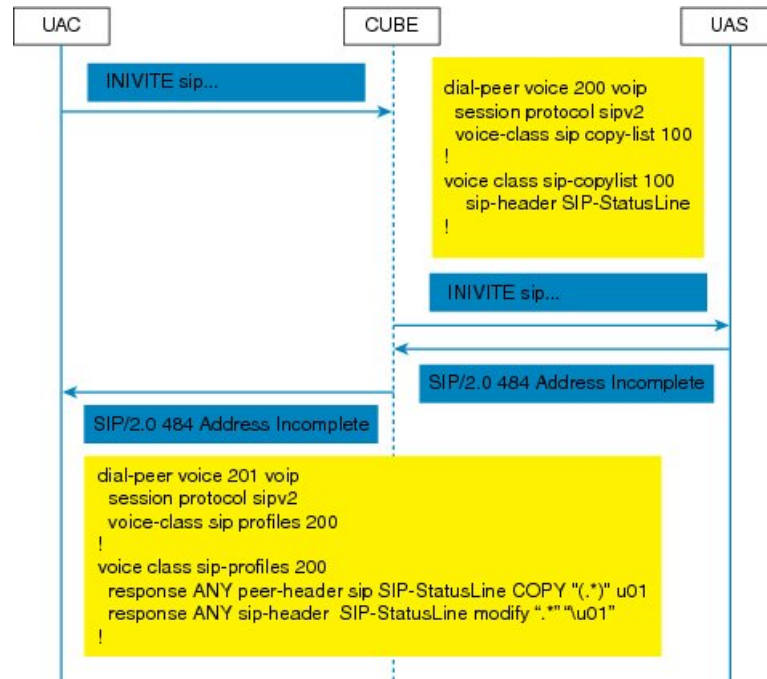 UAC
CUBE
UAS
INIVITE sip...
dial-peer voice 200 voip
session protocol sipv2
voice-class sip copy-list 100
!
voice class sip-copylist 100
sip-header SIP-StatusLine
!
INIVITE sip...
SIP/2.0 484 Address Incomplete
SIP/2.0 484 Address Incomplete
dial-peer voice 201 voip
session protocol sipv2
voice-class sip profiles 200
!
voice class sip-profiles 200
response ANY peer-header sip SIP-StatusLine COPY "(.*)" u01
response ANY sip-header SIP-StatusLine modify “.*” “\u01”
!